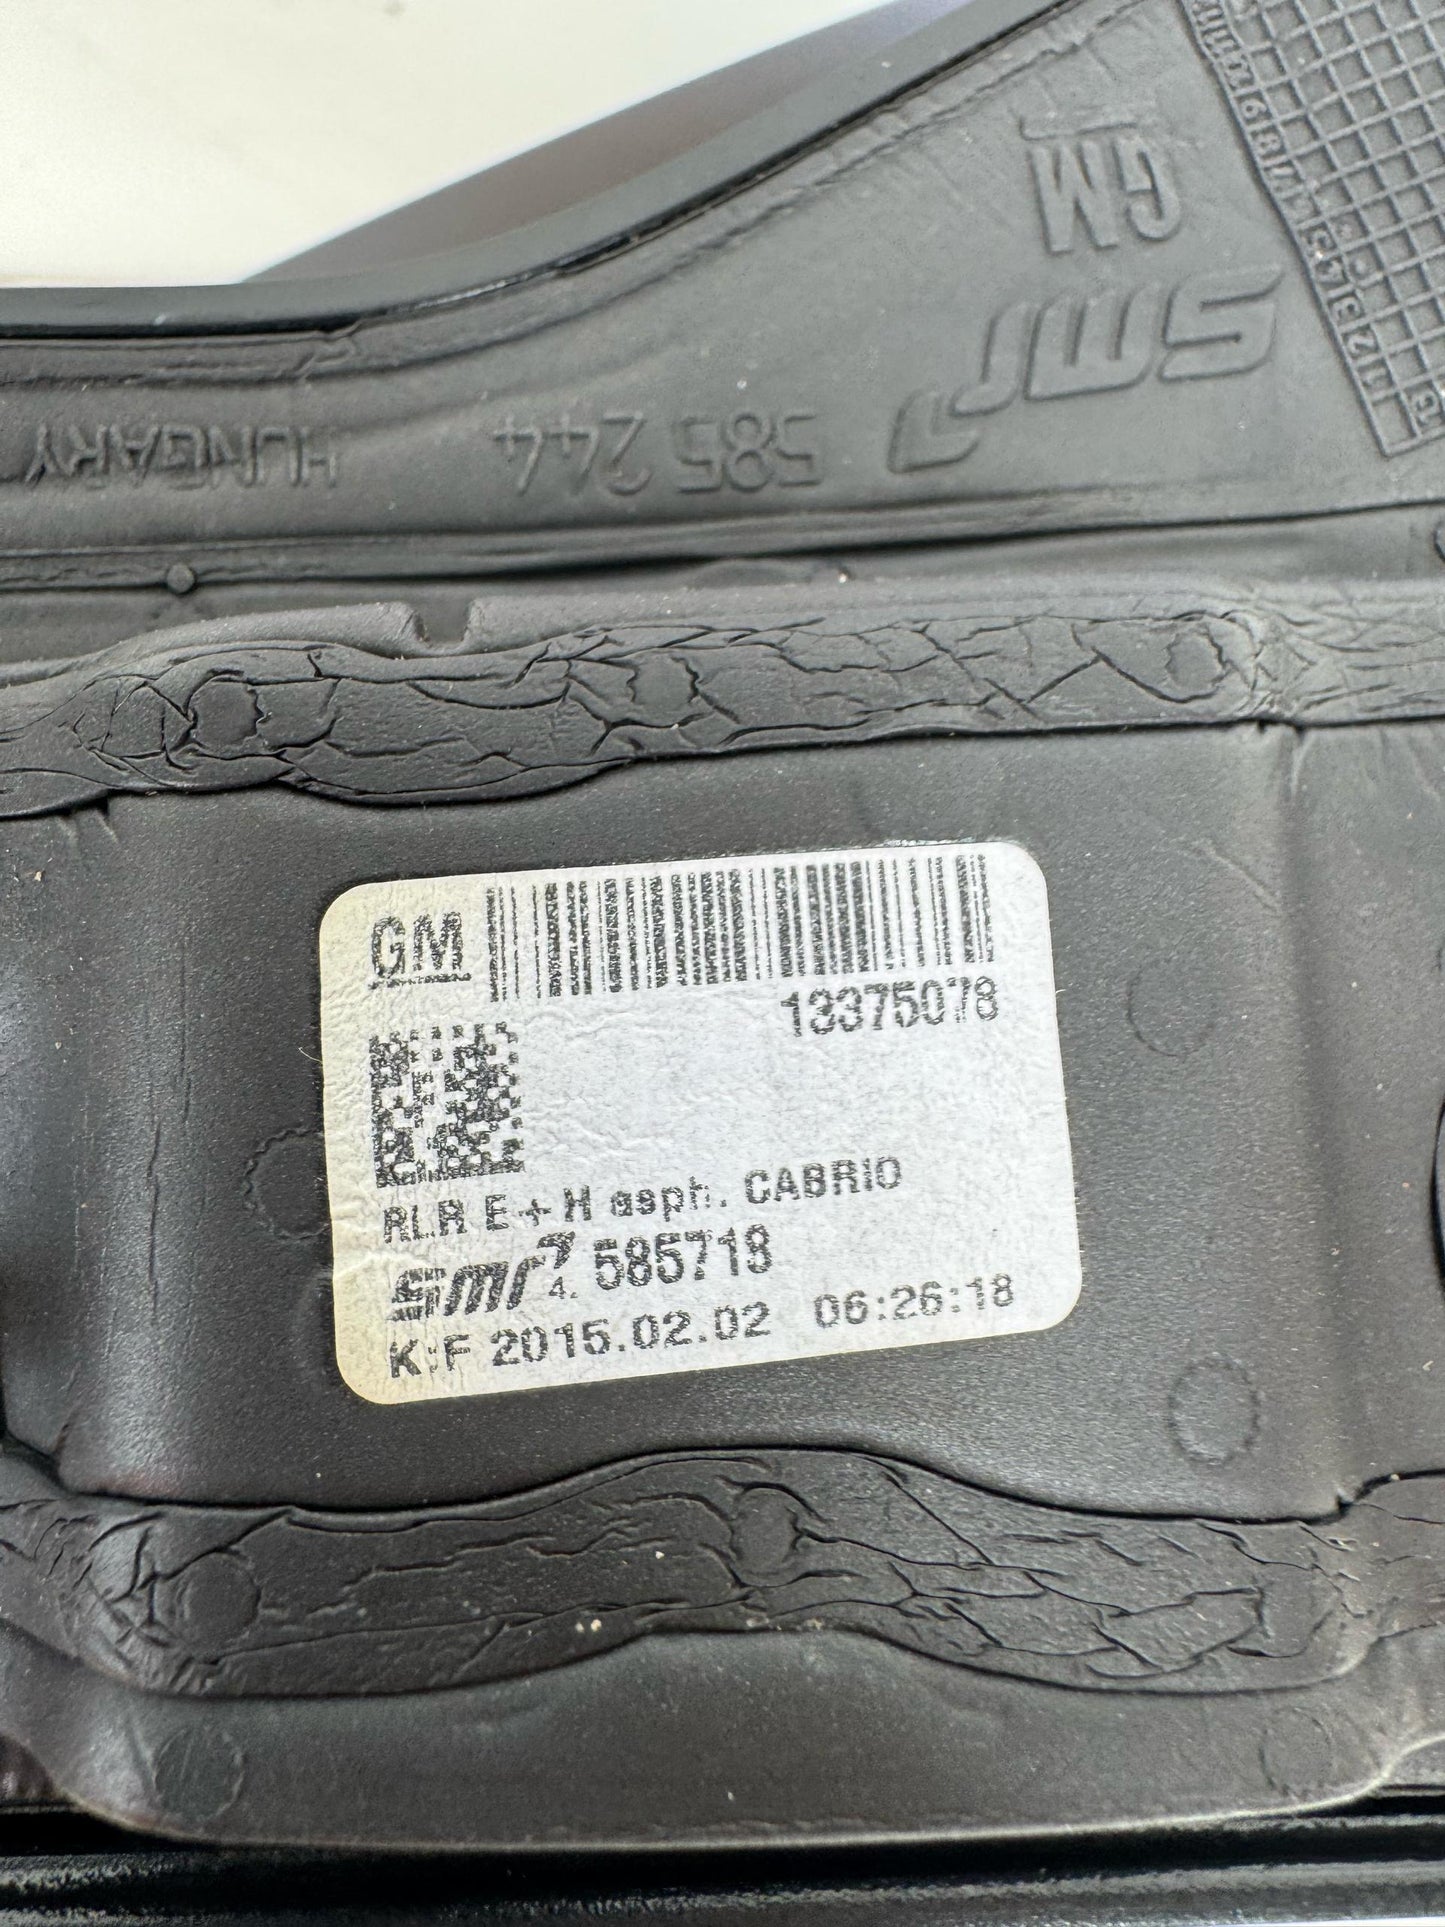 GM
smr
585 244
HUNGARY
GM
13375078
RLR E + H asph. CABRIO
smr 4. 585718
K:F 2015.02.02 06:26:18